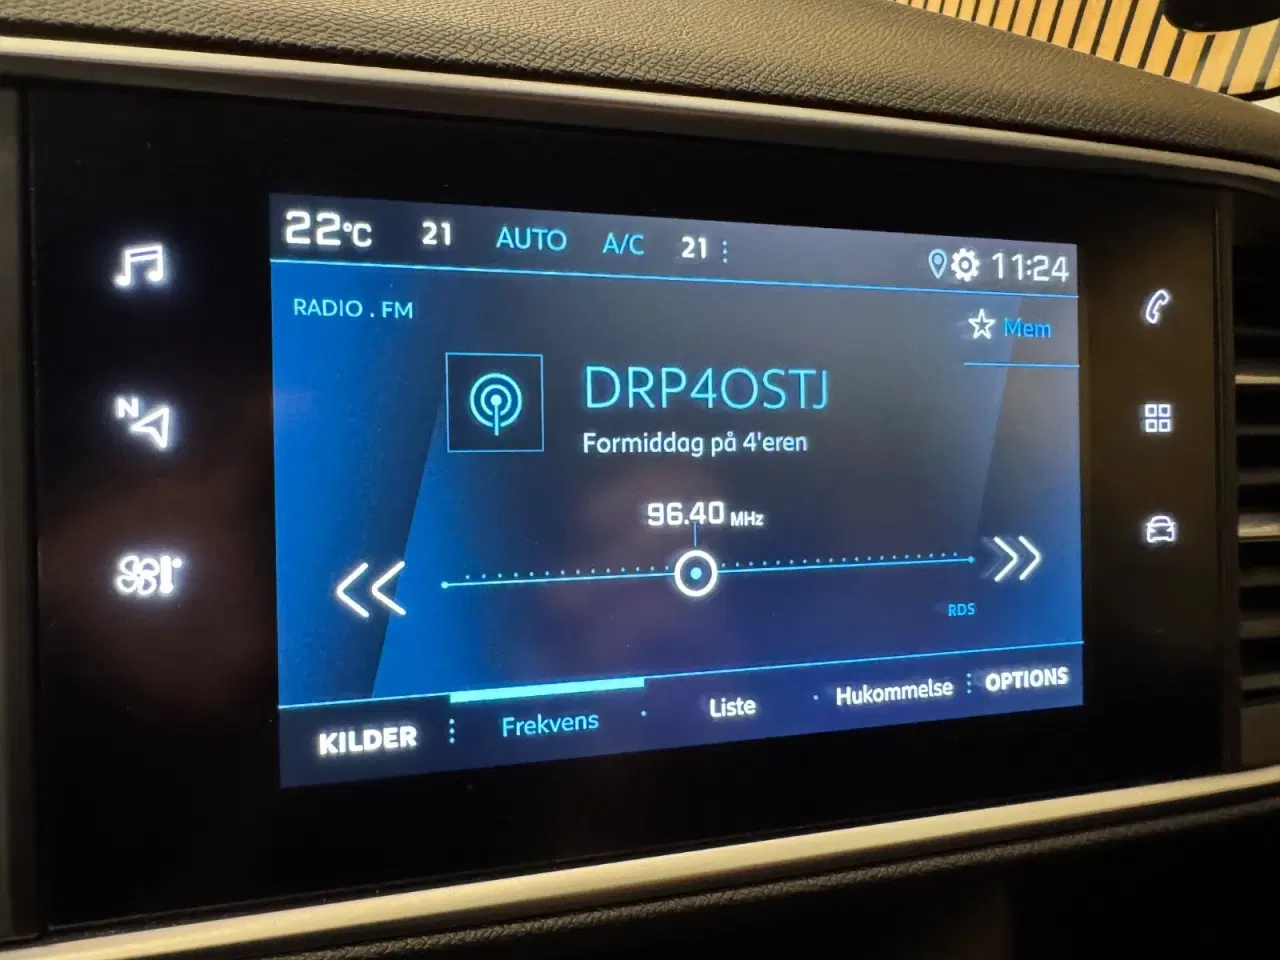 22°C 21 AUTO A/C 21 11:24
RADIO . FM
Mem
DRP4OSTJ
Formiddag på 4'eren
96.40 MHz
N
RDS
KILDER Frekvens Liste Hukommelse OPTIONS